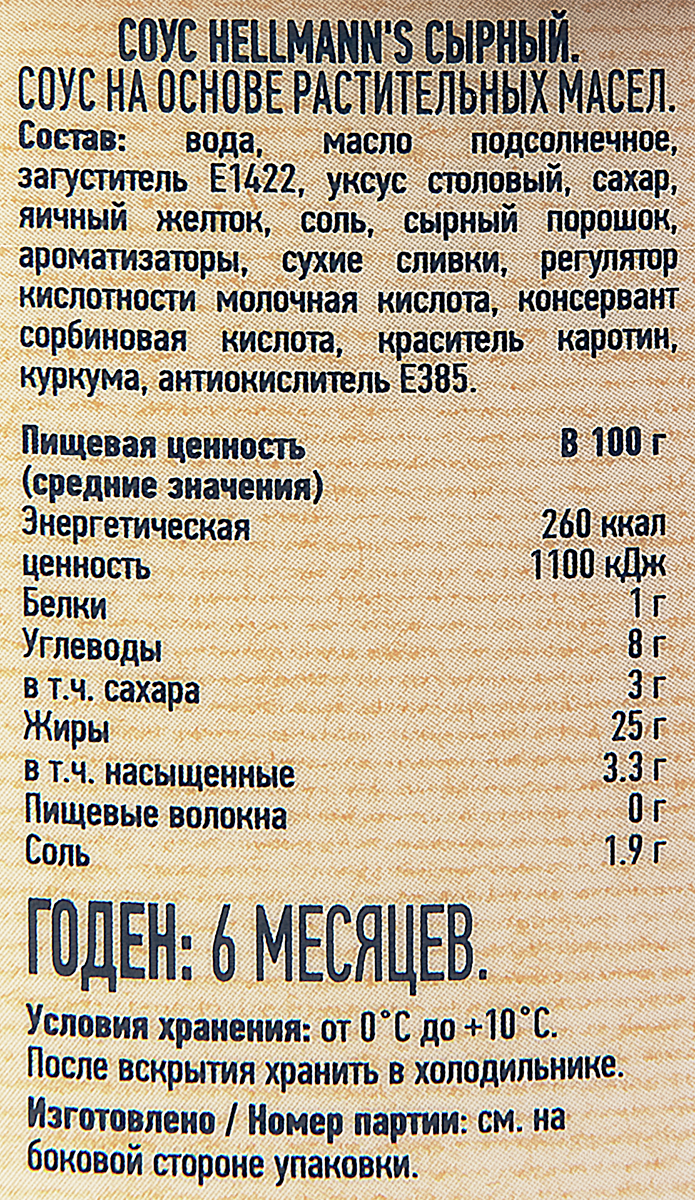 СОУС HELLMANN'S СЫРНЫЙ.
СОУС НА ОСНОВЕ РАСТИТЕЛЬНЫХ МАСЕЛ.
Состав: вода, масло подсолнечное,
загуститель Е1422, уксус столовый, сахар,
яичный желток, соль, сырный порошок,
ароматизаторы, сухие сливки, регулятор
кислотности молочная кислота, консервант
сорбиновая кислота, краситель каротин,
куркума, антиокислитель Е385.
Пищевая ценность В 100 г
(средние значения)
Энергетическая 260 ккал
ценность 1100 кДж
Белки 1 г
Углеводы 8 г
в т.ч. сахара 3 г
Жиры 25 г
в т.ч. насыщенные 3.3 г
Пищевые волокна 0 г
Соль 1.9 г
ГОДЕН: 6 МЕСЯЦЕВ.
Условия хранения: от 0°С до +10°С.
После вскрытия хранить в холодильнике.
Изготовлено / Номер партии: см. на
боковой стороне упаковки.